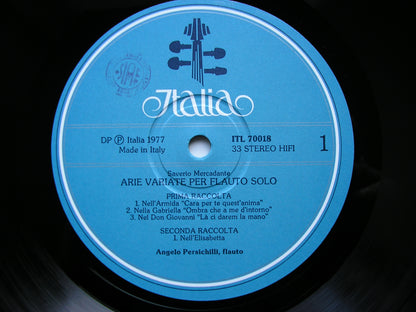 Italia
DP Ⓟ Italia 1977
Made in Italy
ITL 70018
33 STEREO HIFI
1
Saverio Mercadante
ARIE VARIATE PER FLAUTO SOLO
PRIMA RACCOLTA
1. Nell'Armida "Cara per te quest'anima"
2. Nella Gabriella "Ombra che a me d'intorno"
3. Nel Don Giovanni "Là ci darem la mano"
SECONDA RACCOLTA
1. Nell'Elisabetta
Angelo Persichilli, flauto